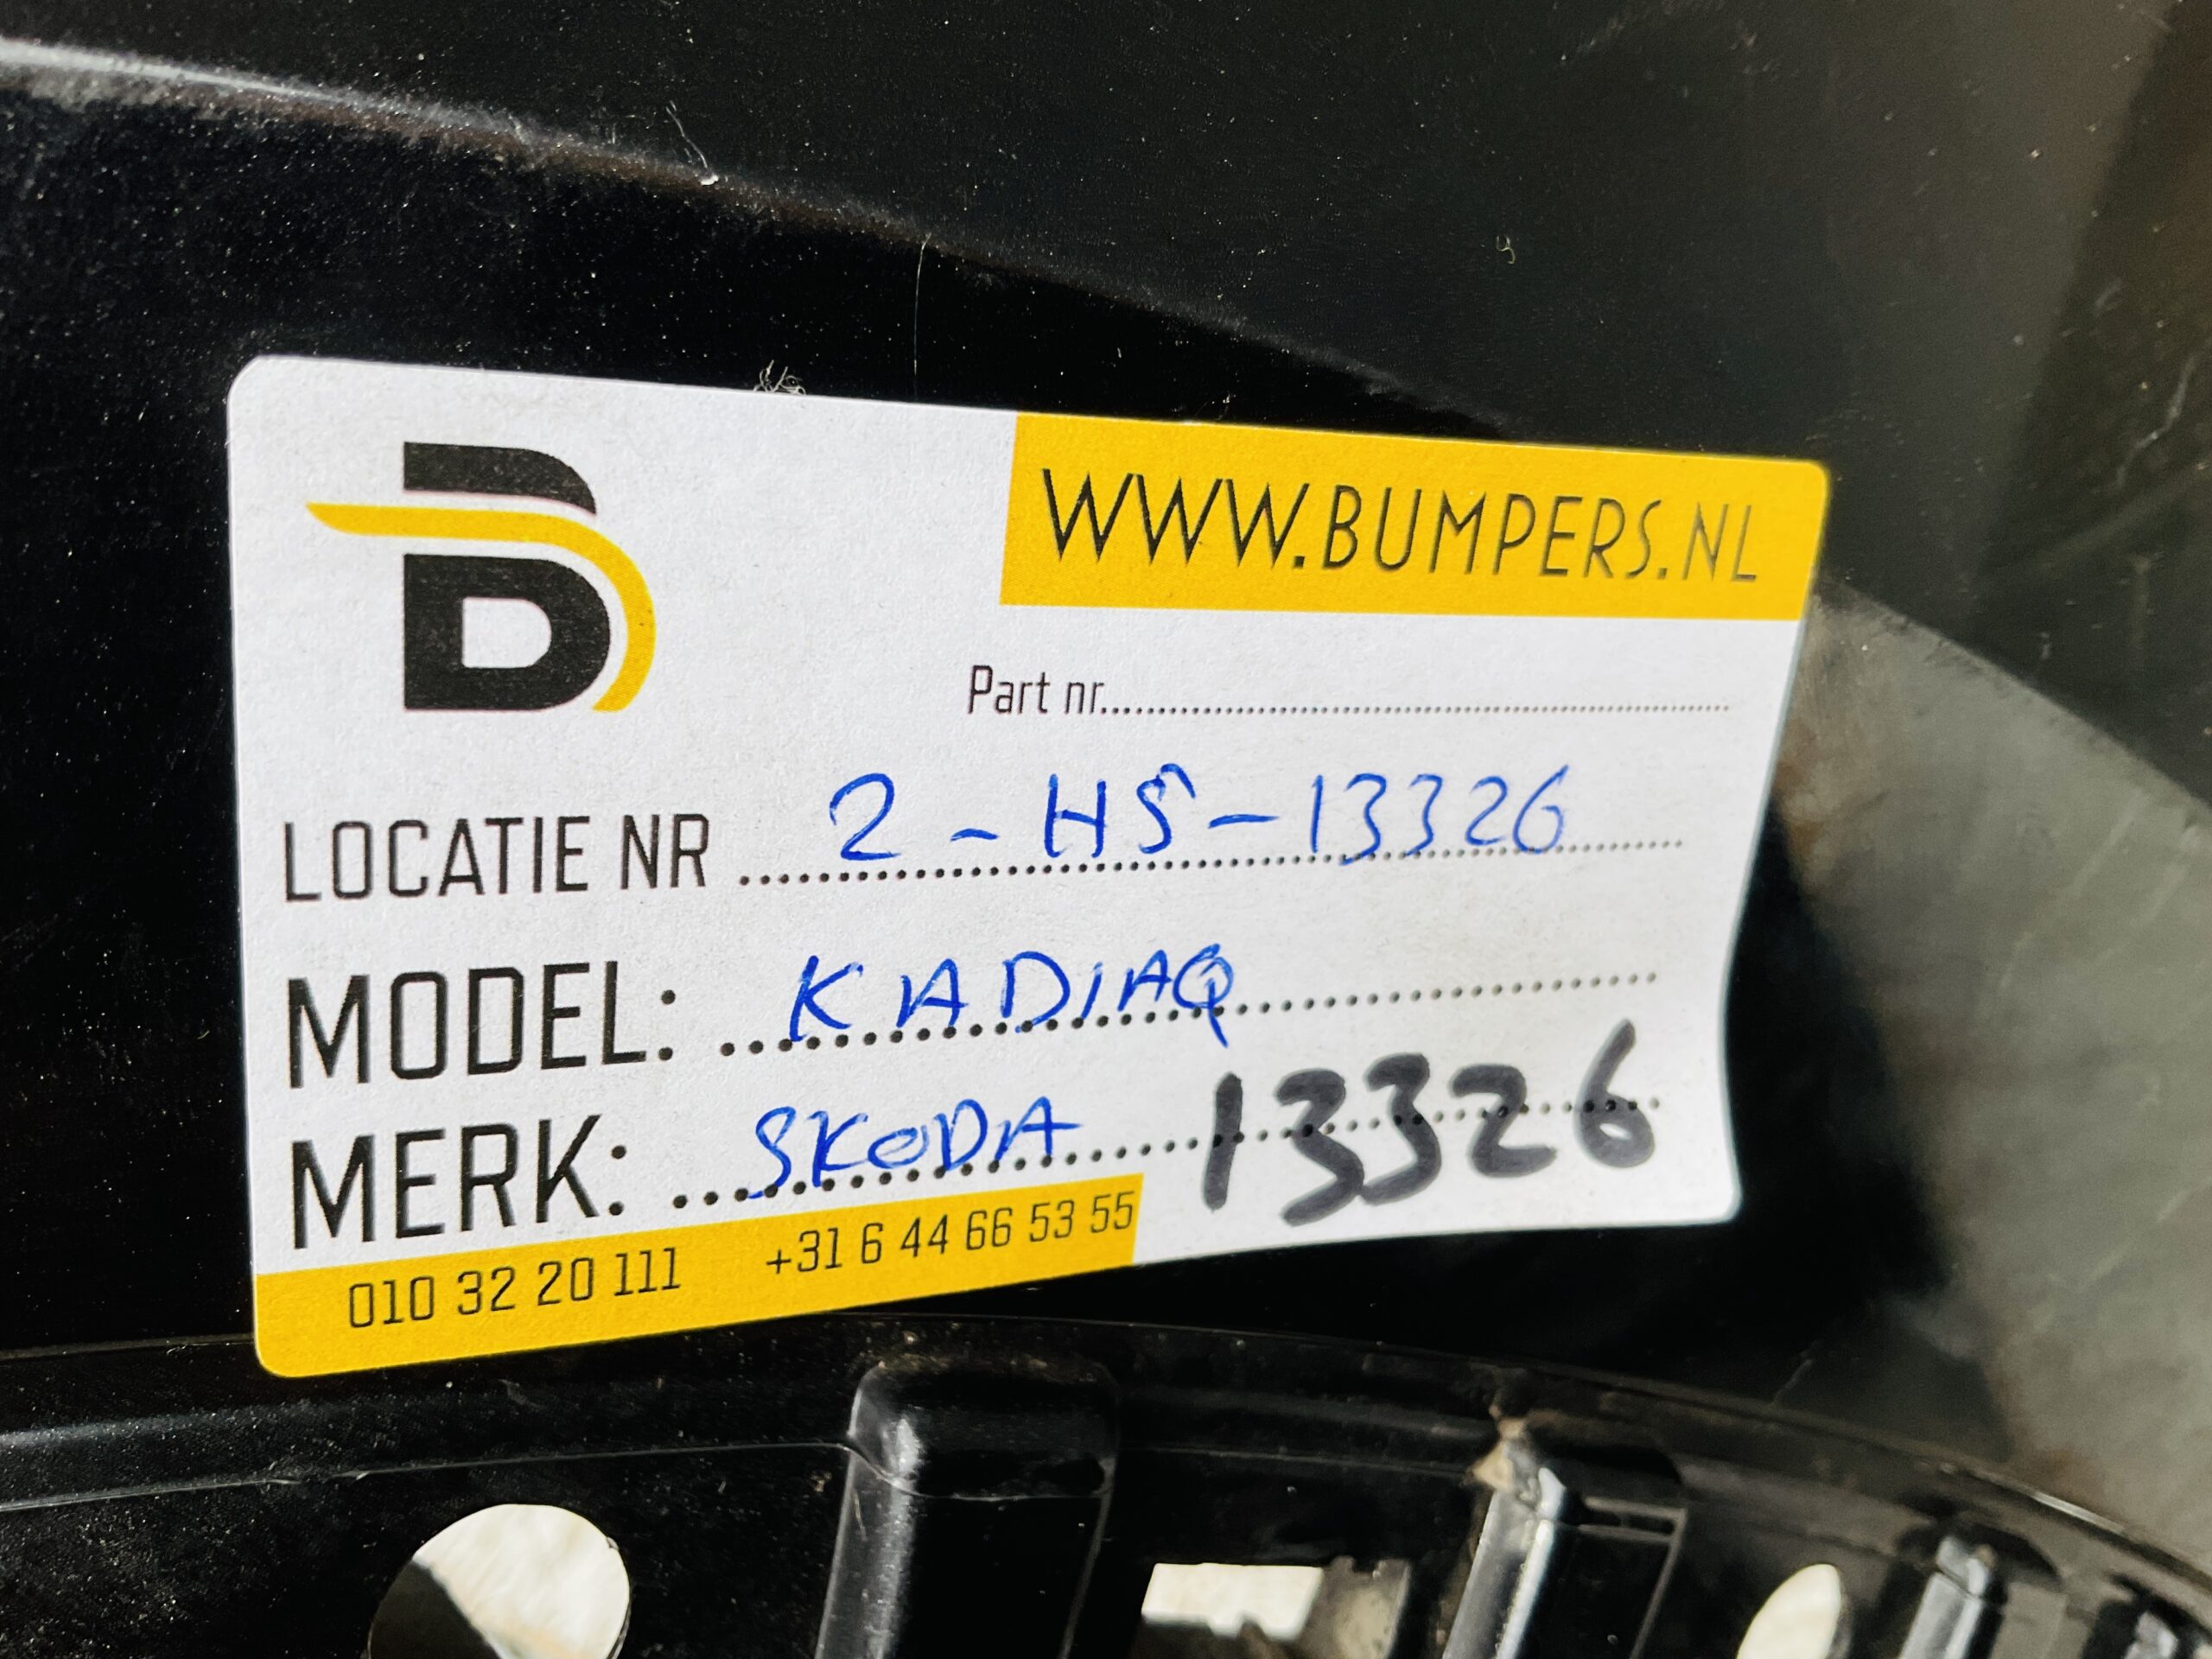 B
WWW.BUMPERS.NL
Part nr......................................................
LOCATIE NR ..................................... 2-HS-13326
MODEL: ..................................... KADIAQ
MERK: ..................................... SKODA 13326
010 32 20 111 +31 6 44 66 53 55